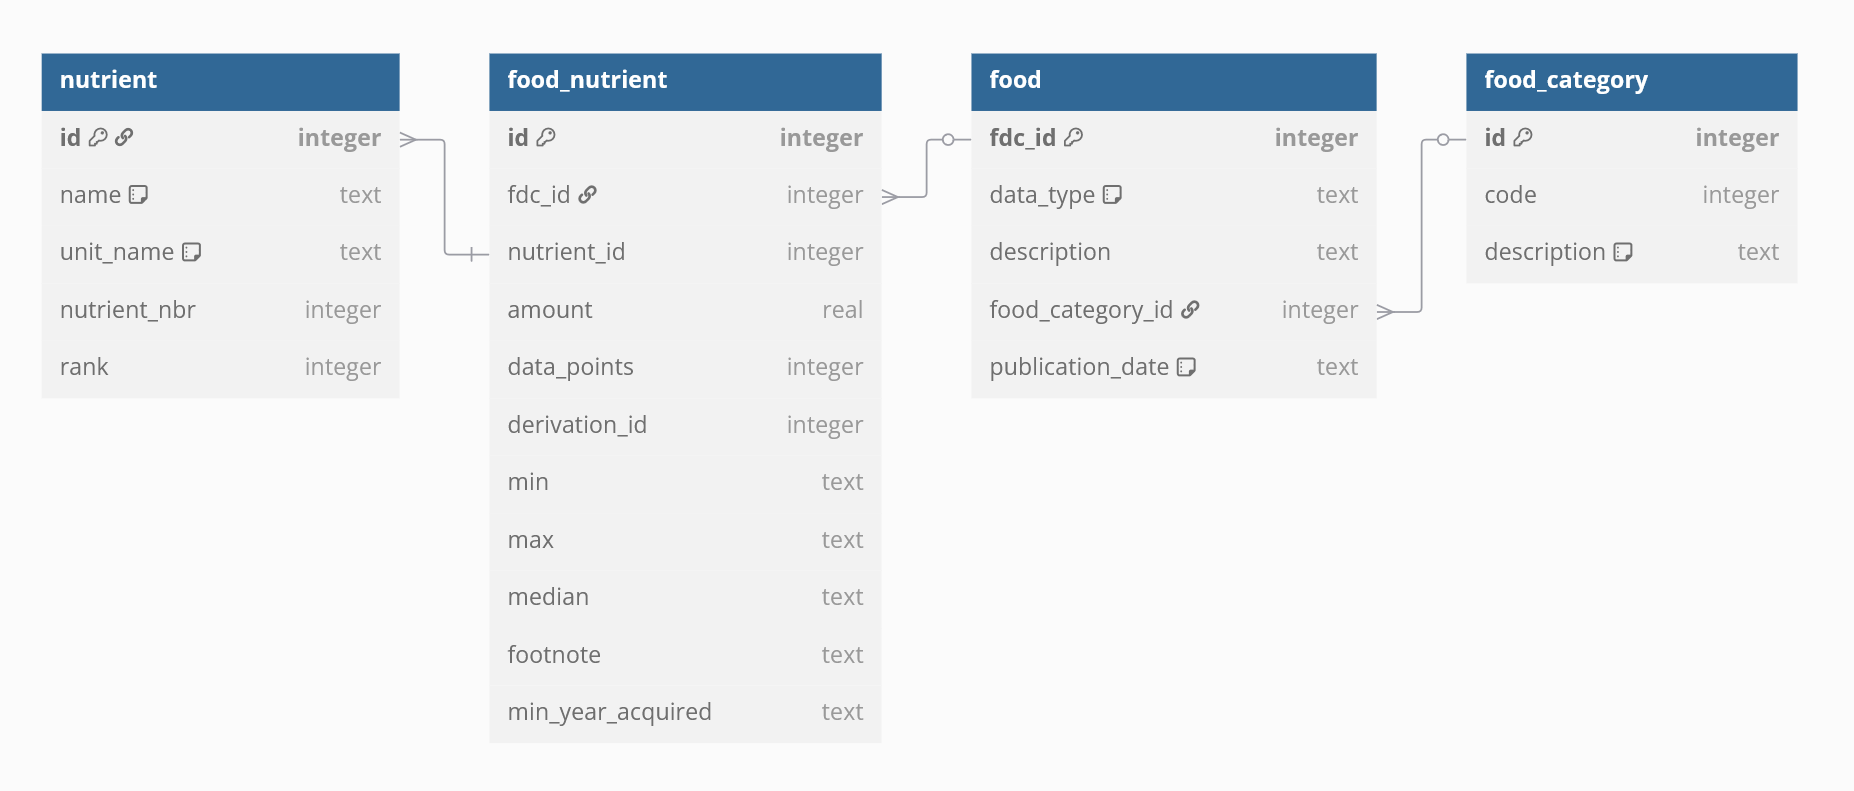 nutrient
id integer
name text
unit_name text
nutrient_nbr integer
rank integer
food_nutrient
id integer
fdc_id integer
nutrient_id integer
amount real
data_points integer
derivation_id integer
min text
max text
median text
footnote text
min_year_acquired text
food
fdc_id integer
data_type text
description text
food_category_id integer
publication_date text
food_category
id integer
code integer
description text